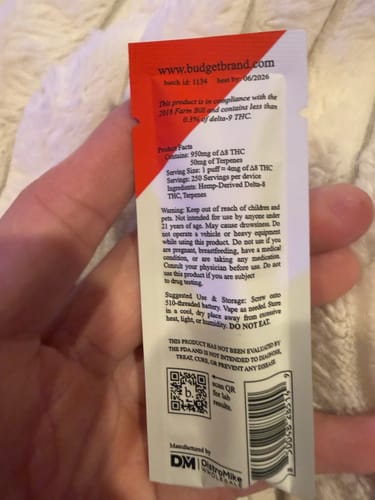 www.budgetbrand.com
batch id: 1134 best by: 06/2026
This product is in compliance with the
2018 Farm Bill and contains less than
0.3% of delta-9 THC.
Product Facts
Contains: 950mg of Δ8 THC
50mg of Terpenes
Serving Size: 1 puff ≈ 4mg of Δ8 THC
Servings: 250 Servings per device
Ingredients: Hemp-Derived Delta-8
THC, Terpenes
Warning: Keep out of reach of children and
pets. Not intended for use by anyone under
21 years of age. May cause drowsiness. Do
not operate a vehicle or heavy equipment
while using this product. Do not use if you
are pregnant, breastfeeding, have a medical
condition, or are taking any medication.
Consult your physician before use. Do not
use this product if you are subject
to drug testing.
Suggested Use & Storage: Screw onto
510-threaded battery. Vape as needed. Store
in a cool, dry place away from excessive
heat, light, or humidity. DO NOT EAT.
THIS PRODUCT HAS NOT BEEN EVALUATED BY
THE FDA AND IS NOT INTENDED TO DIAGNOSE,
TREAT, CURE, OR PREVENT ANY DISEASE.
b.
scan QR
for lab
results.
Manufactured by
DM DistroMike
WHOLESALE